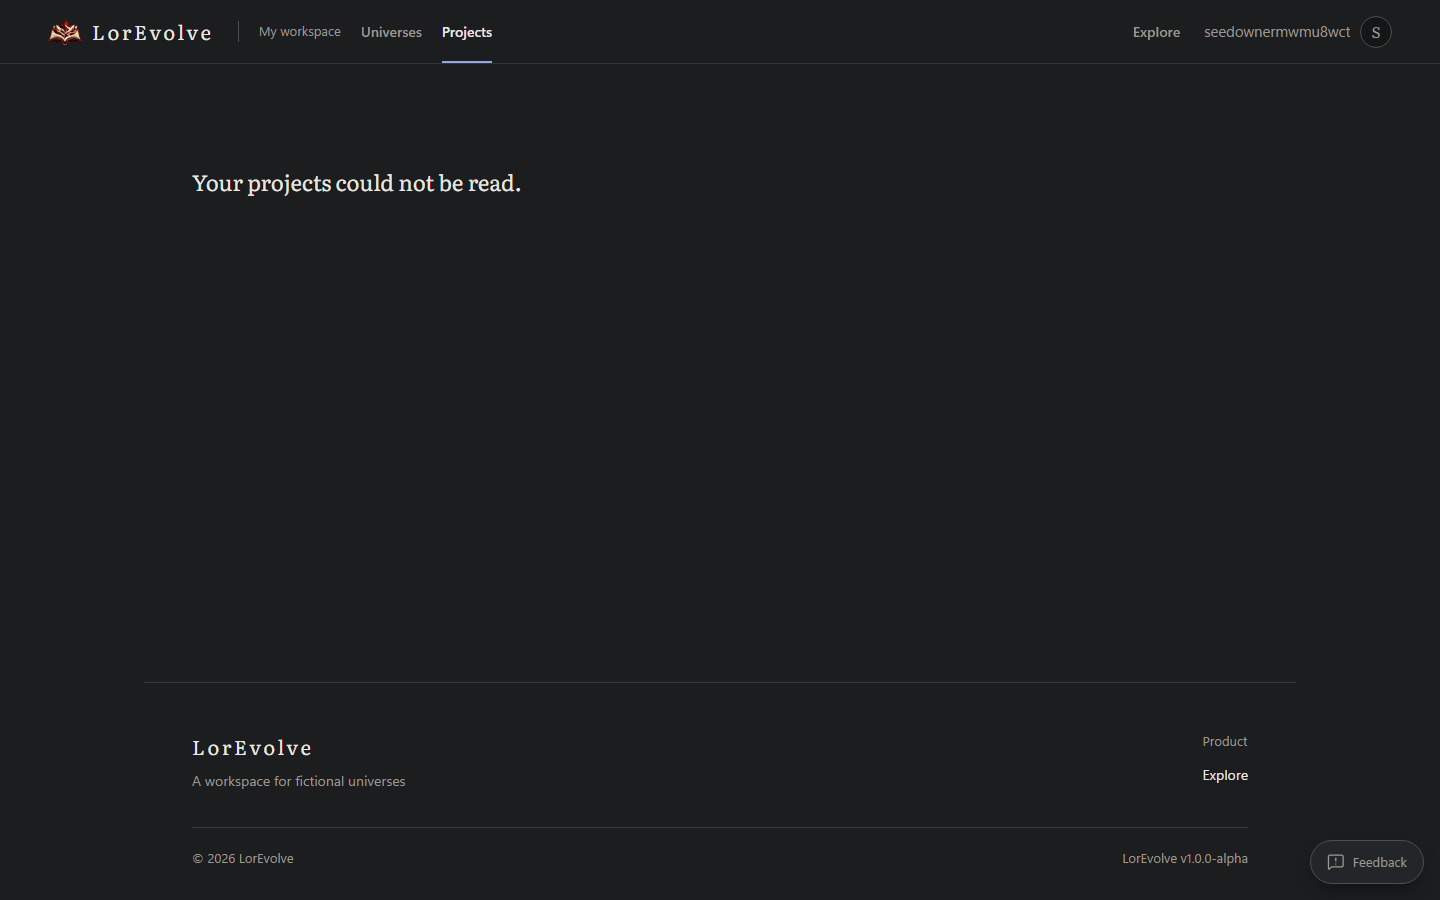 LorEvolve
My workspace
Universes
Projects
Explore
seedownermwmu8wct
S
Your projects could not be read.
LorEvolve
A workspace for fictional universes
Product
Explore
© 2026 LorEvolve
LorEvolve v1.0.0-alpha
Feedback